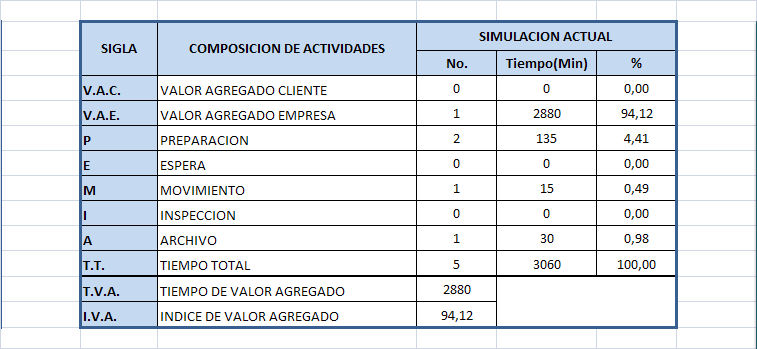 SIGLA COMPOSICION DE ACTIVIDADES SIMULACION ACTUAL
No. Tiempo(Min) %
V.A.C. VALOR AGREGADO CLIENTE 0 0 0,00
V.A.E. VALOR AGREGADO EMPRESA 1 2880 94,12
P PREPARACION 2 135 4,41
E ESPERA 0 0 0,00
M MOVIMIENTO 1 15 0,49
I INSPECCION 0 0 0,00
A ARCHIVO 1 30 0,98
T.T. TIEMPO TOTAL 5 3060 100,00
T.V.A. TIEMPO DE VALOR AGREGADO 2880
I.V.A. INDICE DE VALOR AGREGADO 94,12